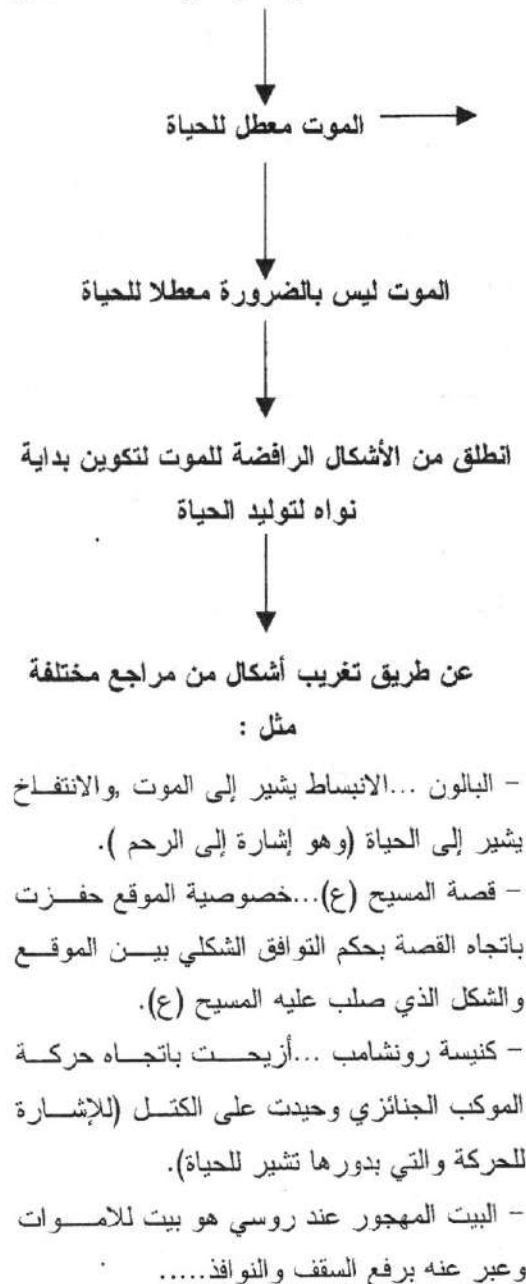 الموت معطل للحياة
الموت ليس بالضرورة معطلا للحياة
انطلق من الأشكال الرافضة للموت لتكوين بداية
نواه لتوليد الحياة
عن طريق تغريب أشكال من مراجع مختلفة
مثل :
- البالون ...الانبساط يشير إلى الموت ,والانتفاخ
يشير إلى الحياة (وهو إشارة إلى الرحم ).
- قصة المسيح (ع)...خصوصية الموقع حفزت
باتجاه القصة بحكم التوافق الشكلي بين الموقع
والشكل الذي صلب عليه المسيح (ع).
- كنيسة رونشامب ...أزيحت باتجاه حركة
الموكب الجنائزي وحيدت على الكتل (للإشارة
للحركة والتي بدورها تشير للحياة).
- البيت المهجور عند روسي هو بيت للاموات
وعبر عنه برفع السقف والنوافذ.....